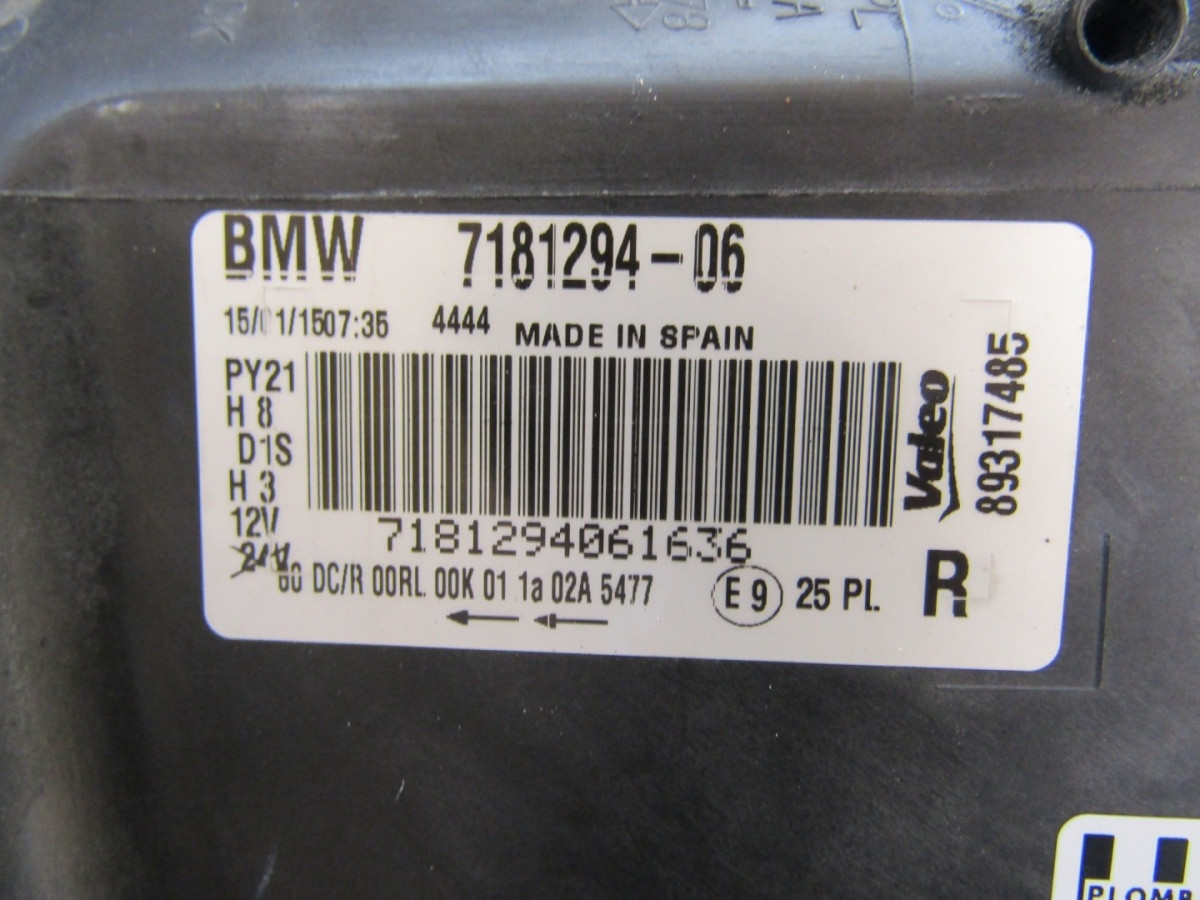 BMW 7181294-06
15/01/1507:35 4444 MADE IN SPAIN
PY21
H 8
D1S
H 3
12V
7181294061636
DC/R 00RL 00K 01 1a 02A 5477 E 9 25 PL.
Valeo
89317485
R
PLOMB